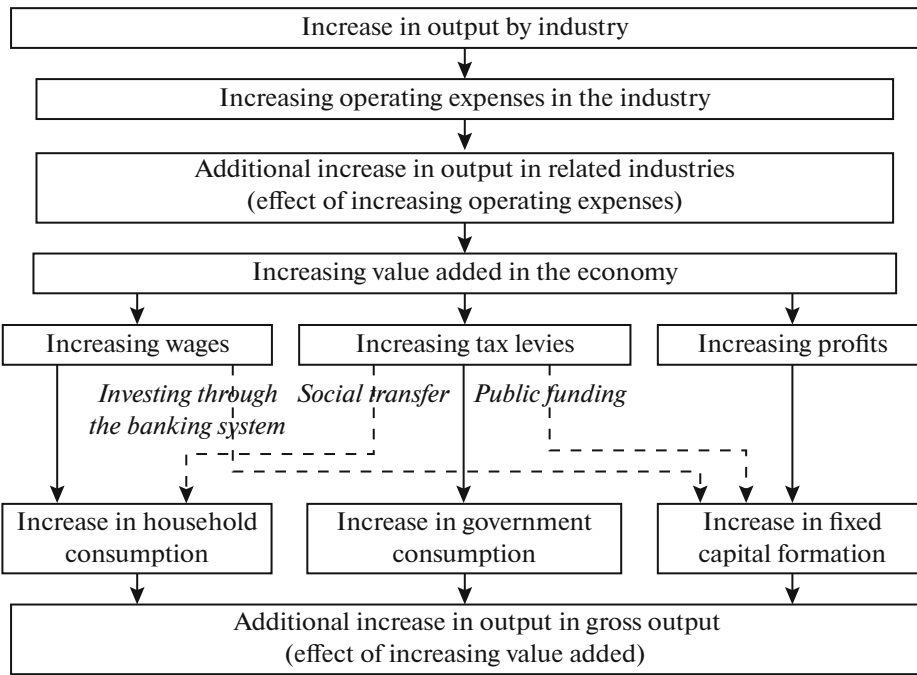 Increase in output by industry
Increasing operating expenses in the industry
Additional increase in output in related industries
(effect of increasing operating expenses)
Increasing value added in the economy
Increasing wages
Increasing tax levies
Increasing profits
Investing through
the banking system
Social transfer
Public funding
Increase in household
consumption
Increase in government
consumption
Increase in fixed
capital formation
Additional increase in output in gross output
(effect of increasing value added)